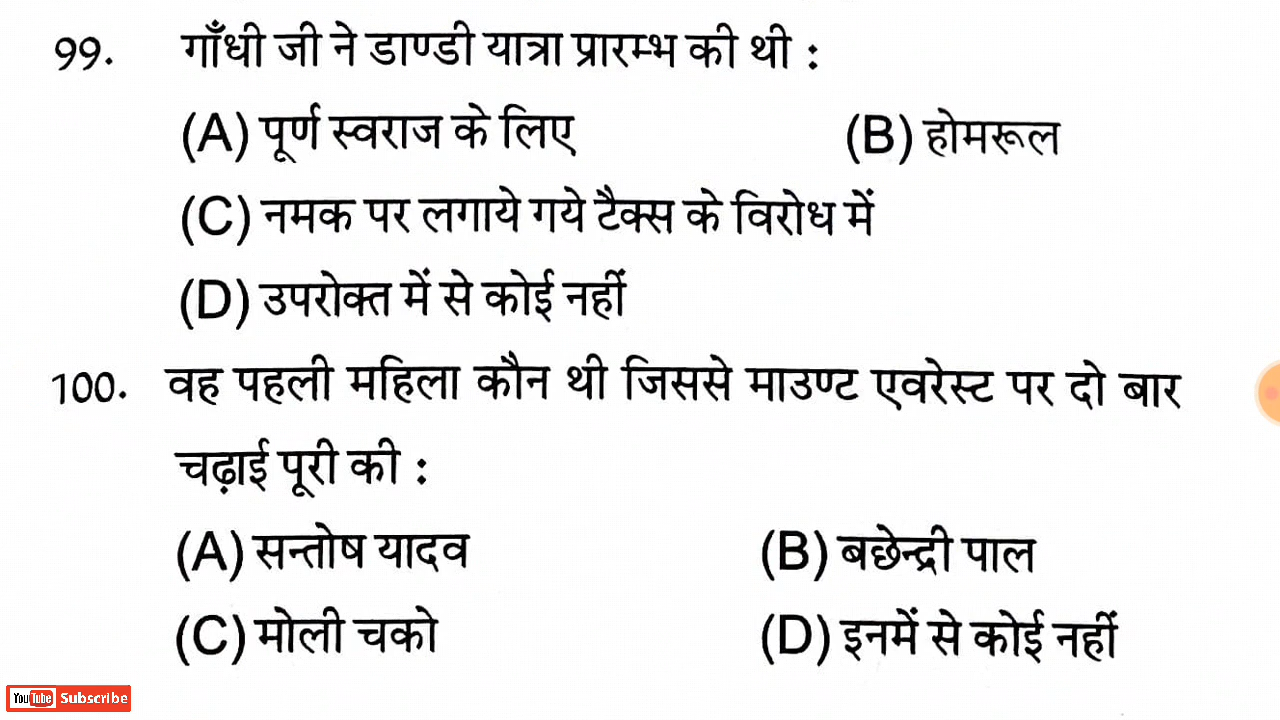 99. गाँधी जी ने डाण्डी यात्रा प्रारम्भ की थी :
(A) पूर्ण स्वराज के लिए (B) होमरूल
(C) नमक पर लगाये गये टैक्स के विरोध में
(D) उपरोक्त में से कोई नहीं
100. वह पहली महिला कौन थी जिससे माउण्ट एवरेस्ट पर दो बार
चढ़ाई पूरी की :
(A) सन्तोष यादव (B) बछेन्द्री पाल
(C) मोली चको (D) इनमें से कोई नहीं
YouTube Subscribe